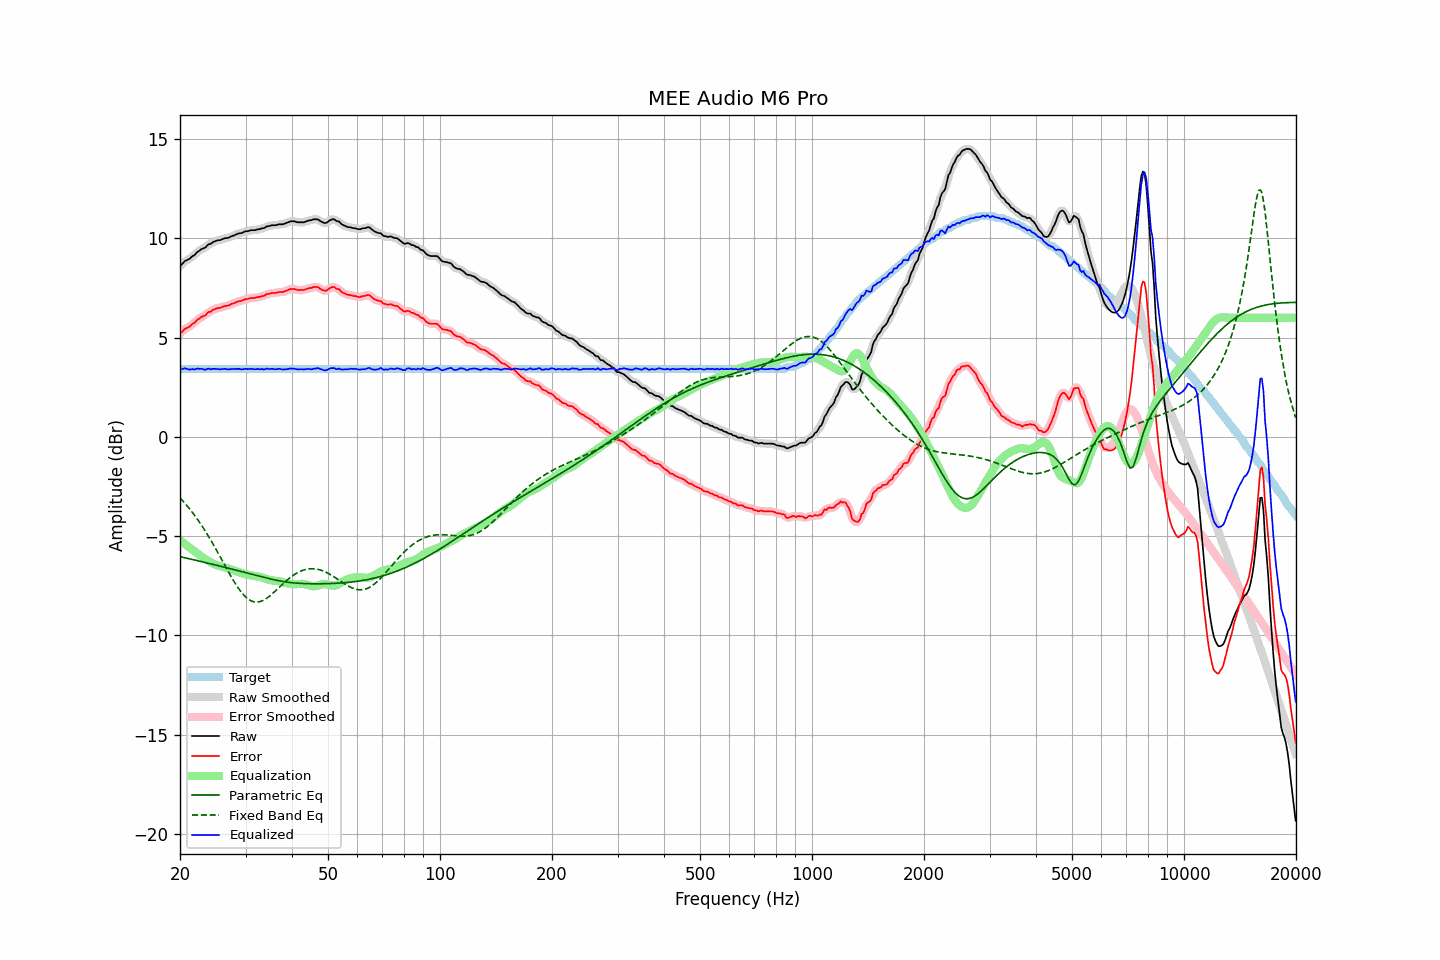 MEE Audio M6 Pro
Amplitude (dBr)
15
10
5
0
−5
−10
−15
−20
Target
Raw Smoothed
Error Smoothed
Raw
Error
Equalization
Parametric Eq
Fixed Band Eq
Equalized
20 50 100 200 500 1000 2000 5000 10000 20000
Frequency (Hz)